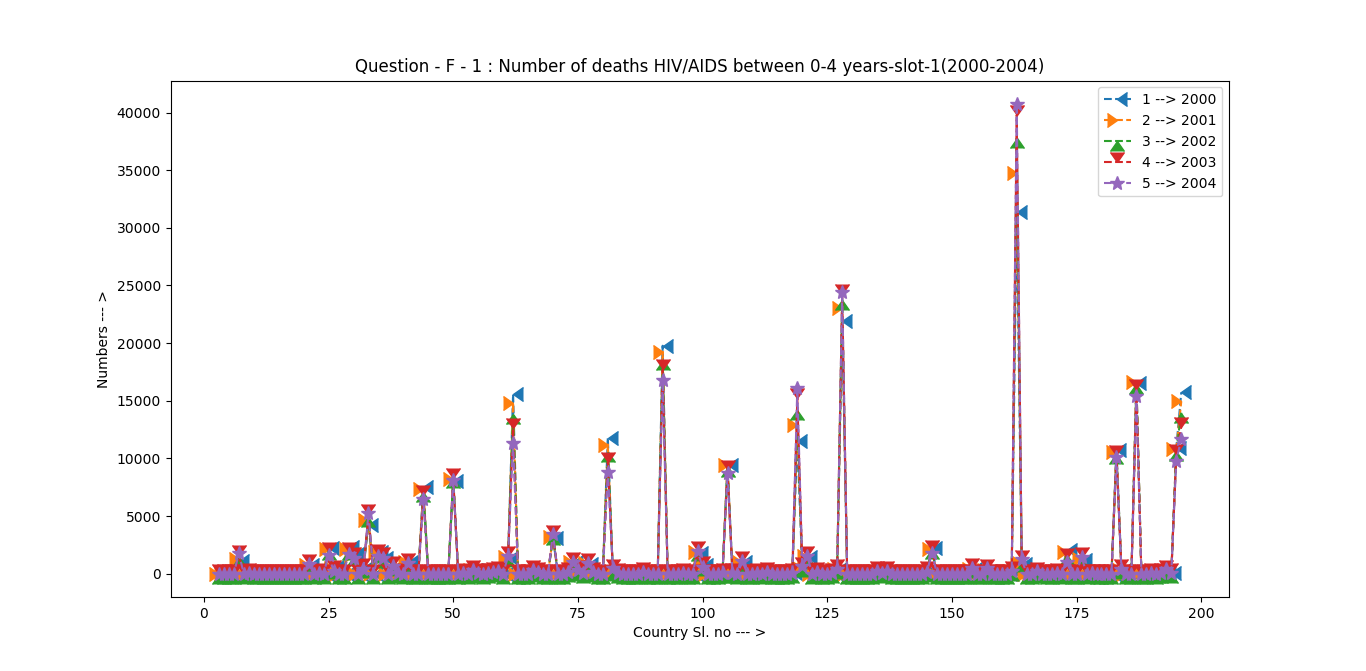 Question - F - 1 : Number of deaths HIV/AIDS between 0-4 years-slot-1(2000-2004)
1 --> 2000
2 --> 2001
3 --> 2002
4 --> 2003
5 --> 2004
40000
35000
30000
25000
20000
15000
10000
5000
0
Numbers --- >
0 25 50 75 100 125 150 175 200
Country Sl. no --- >